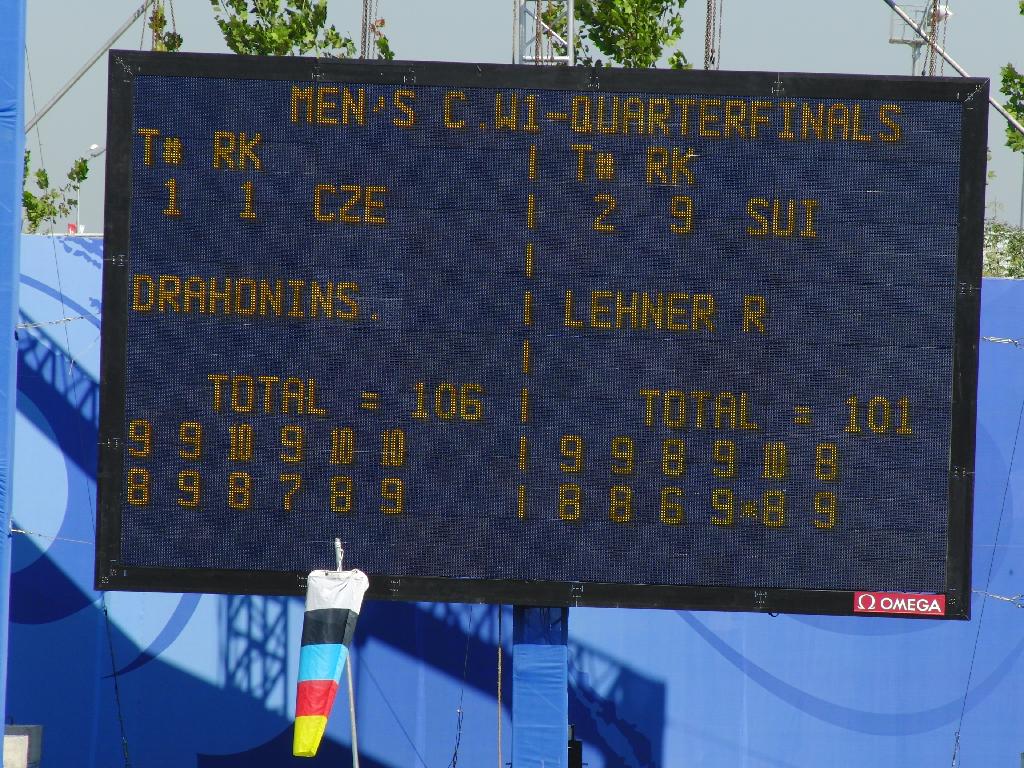 MEN'S C.W1-QUARTERFINALS
T# RK T# RK
1 1 CZE 2 9 SUI
DRAHONINS. LEHNER R
TOTAL = 106 TOTAL = 101
9 9 10 9 10 10 9 9 8 9 10 8
8 9 8 7 8 9 8 8 6 9*8 9
Ω OMEGA